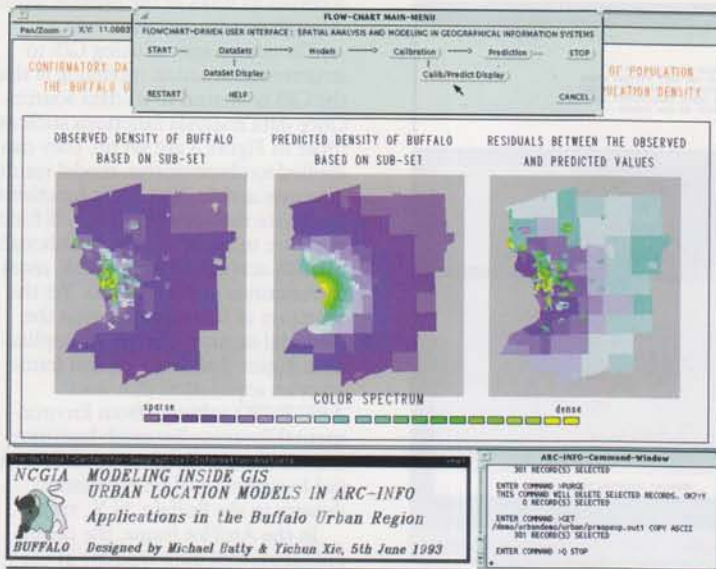 FLOW-CHART MAIN-MENU
Pan/Zoom X,Y: 11.0003
FLOWCHART-DRIVEN USER INTERFACE: SPATIAL ANALYSIS AND MODELING IN GEOGRAPHICAL INFORMATION SYSTEMS
START DataSets Models Calibration Prediction STOP
DataSet Display Calib/Predict Display
RESTART HELP CANCEL
CONFIRMATORY DA OF POPULATION
THE BUFFALO U PULATION DENSITY
OBSERVED DENSITY OF BUFFALO
BASED ON SUB-SET
PREDICTED DENSITY OF BUFFALO
BASED ON SUB-SET
RESIDUALS BETWEEN THE OBSERVED
AND PREDICTED VALUES
COLOR SPECTRUM
sparse dense
NCGIA MODELING INSIDE GIS
URBAN LOCATION MODELS IN ARC-INFO
Applications in the Buffalo Urban Region
BUFFALO Designed by Michael Batty & Yichun Xie, 5th June 1993
ARC-INFO-Command-Window
301 RECORD(S) SELECTED
ENTER COMMAND >PURGE
THIS COMMAND WILL DELETE SELECTED RECORDS. OK?:Y
0 RECORD(S) SELECTED
ENTER COMMAND >GET
COPY ASCII
301 RECORD(S) SELECTED
ENTER COMMAND >Q STOP